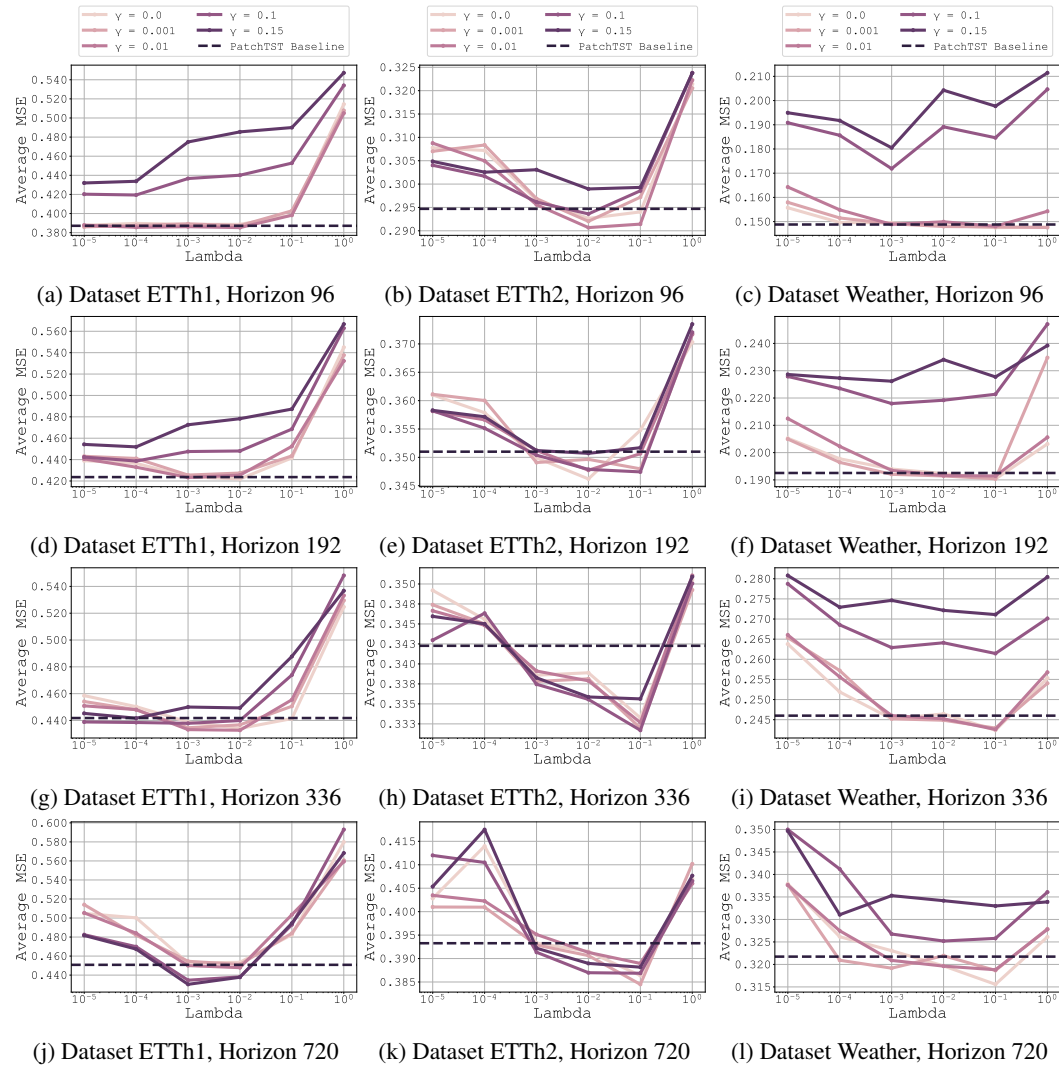 γ = 0.0 γ = 0.1 γ = 0.0 γ = 0.1 γ = 0.0 γ = 0.1
γ = 0.001 γ = 0.15 γ = 0.001 γ = 0.15 γ = 0.001 γ = 0.15
γ = 0.01 PatchTST Baseline γ = 0.01 PatchTST Baseline γ = 0.01 PatchTST Baseline
Average MSE
0.540
0.520
0.500
0.480
0.460
0.440
0.420
0.400
0.380
10⁻⁵ 10⁻⁴ 10⁻³ 10⁻² 10⁻¹ 10⁰
Lambda
(a) Dataset ETTh1, Horizon 96
Average MSE
0.325
0.320
0.315
0.310
0.305
0.300
0.295
0.290
10⁻⁵ 10⁻⁴ 10⁻³ 10⁻² 10⁻¹ 10⁰
Lambda
(b) Dataset ETTh2, Horizon 96
Average MSE
0.210
0.200
0.190
0.180
0.170
0.160
0.150
10⁻⁵ 10⁻⁴ 10⁻³ 10⁻² 10⁻¹ 10⁰
Lambda
(c) Dataset Weather, Horizon 96
Average MSE
0.560
0.540
0.520
0.500
0.480
0.460
0.440
0.420
10⁻⁵ 10⁻⁴ 10⁻³ 10⁻² 10⁻¹ 10⁰
Lambda
(d) Dataset ETTh1, Horizon 192
Average MSE
0.370
0.365
0.360
0.355
0.350
0.345
10⁻⁵ 10⁻⁴ 10⁻³ 10⁻² 10⁻¹ 10⁰
Lambda
(e) Dataset ETTh2, Horizon 192
Average MSE
0.240
0.230
0.220
0.210
0.200
0.190
10⁻⁵ 10⁻⁴ 10⁻³ 10⁻² 10⁻¹ 10⁰
Lambda
(f) Dataset Weather, Horizon 192
Average MSE
0.540
0.520
0.500
0.480
0.460
0.440
10⁻⁵ 10⁻⁴ 10⁻³ 10⁻² 10⁻¹ 10⁰
Lambda
(g) Dataset ETTh1, Horizon 336
Average MSE
0.350
0.348
0.345
0.343
0.340
0.338
0.335
0.333
10⁻⁵ 10⁻⁴ 10⁻³ 10⁻² 10⁻¹ 10⁰
Lambda
(h) Dataset ETTh2, Horizon 336
Average MSE
0.280
0.275
0.270
0.265
0.260
0.255
0.250
0.245
10⁻⁵ 10⁻⁴ 10⁻³ 10⁻² 10⁻¹ 10⁰
Lambda
(i) Dataset Weather, Horizon 336
Average MSE
0.600
0.580
0.560
0.540
0.520
0.500
0.480
0.460
0.440
10⁻⁵ 10⁻⁴ 10⁻³ 10⁻² 10⁻¹ 10⁰
Lambda
(j) Dataset ETTh1, Horizon 720
Average MSE
0.415
0.410
0.405
0.400
0.395
0.390
0.385
10⁻⁵ 10⁻⁴ 10⁻³ 10⁻² 10⁻¹ 10⁰
Lambda
(k) Dataset ETTh2, Horizon 720
Average MSE
0.350
0.345
0.340
0.335
0.330
0.325
0.320
0.315
10⁻⁵ 10⁻⁴ 10⁻³ 10⁻² 10⁻¹ 10⁰
Lambda
(l) Dataset Weather, Horizon 720